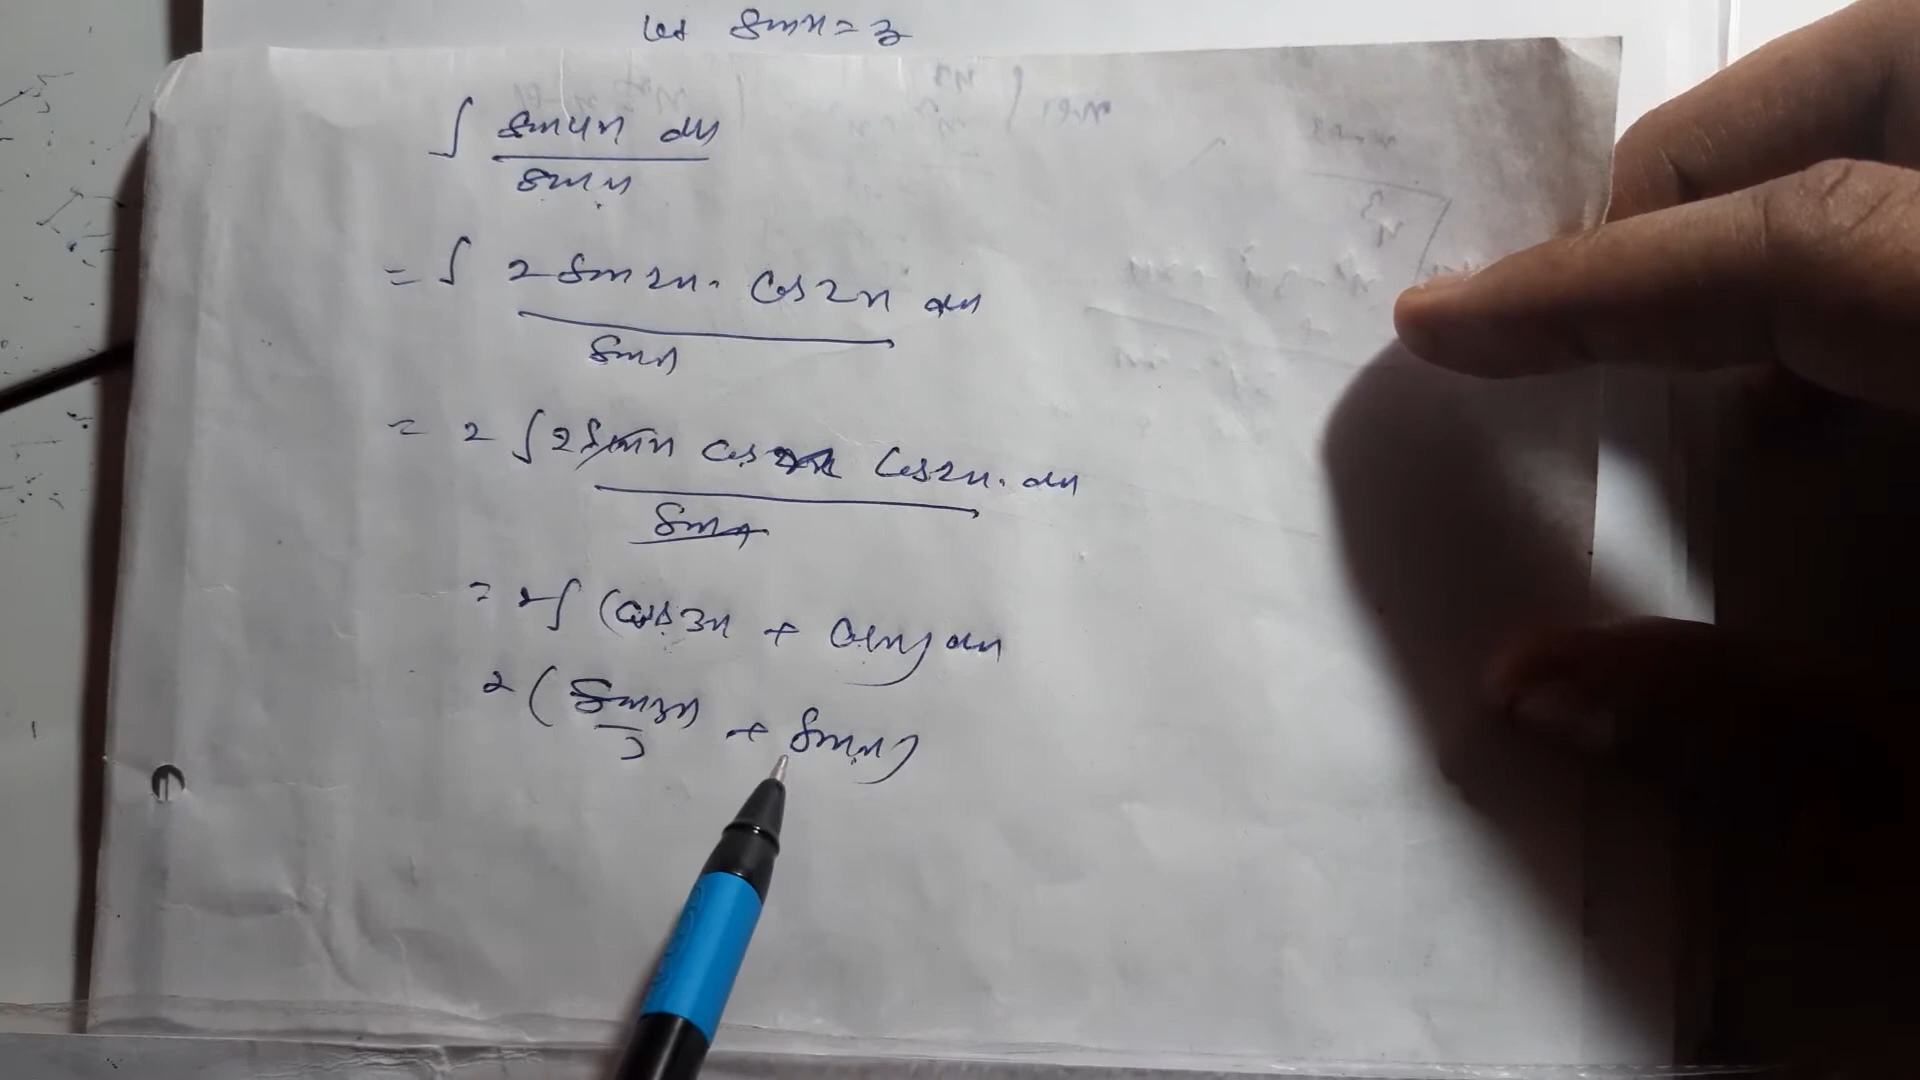 let sinx = z
∫ sin4x dx
sinx
= ∫ 2 sin2x. cos2x dx
sinx
= 2 ∫ 2 sinx cos cos2x. dx
sinx
= 2∫ (cos3x + cosx) dx
2 ( sin3x + sinx)
3